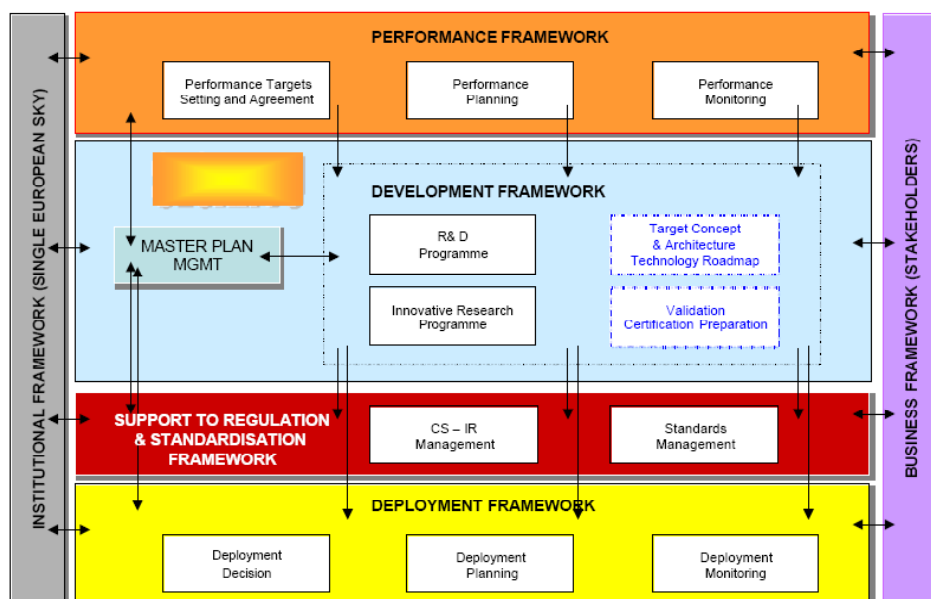 INSTITUTIONAL FRAMEWORK (SINGLE EUROPEAN SKY)
PERFORMANCE FRAMEWORK
Performance Targets
Setting and Agreement
Performance
Planning
Performance
Monitoring
DEVELOPMENT FRAMEWORK
MASTER PLAN
MGMT
R& D
Programme
Target Concept
& Architecture
Technology Roadmap
Innovative Research
Programme
Validation
Certification Preparation
SUPPORT TO REGULATION
& STANDARDISATION
FRAMEWORK
CS – IR
Management
Standards
Management
DEPLOYMENT FRAMEWORK
Deployment
Decision
Deployment
Planning
Deployment
Monitoring
BUSINESS FRAMEWORK (STAKEHOLDERS)